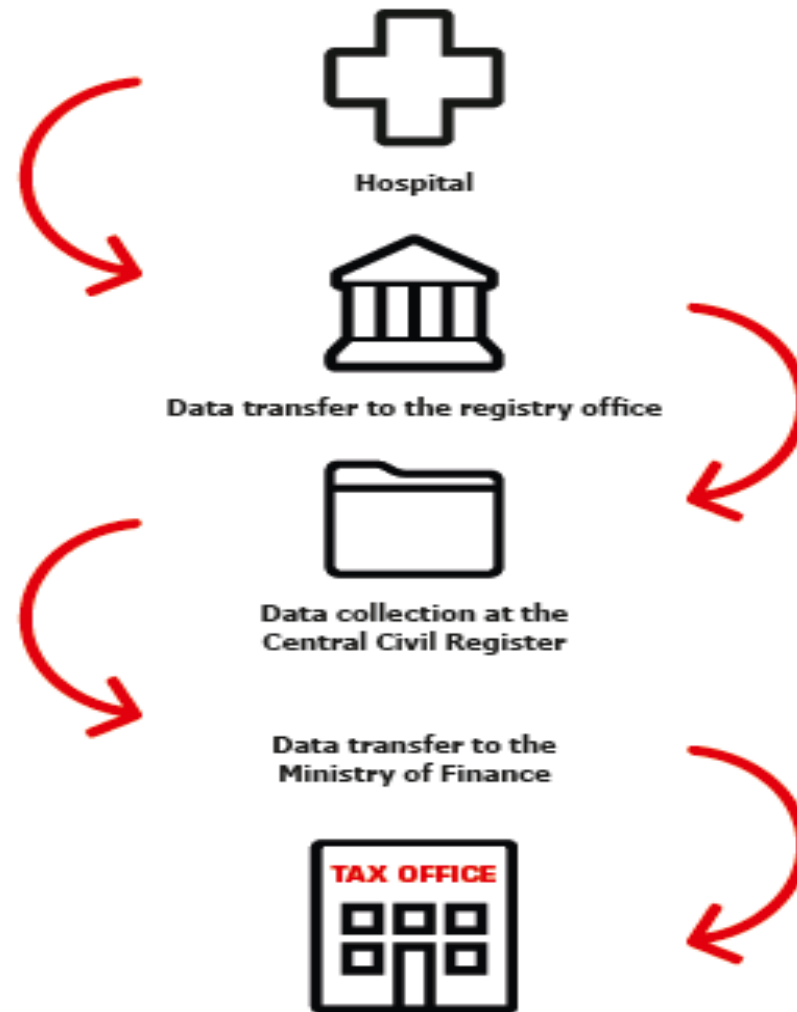 Hospital
Data transfer to the registry office
Data collection at the
Central Civil Register
Data transfer to the
Ministry of Finance
TAX OFFICE